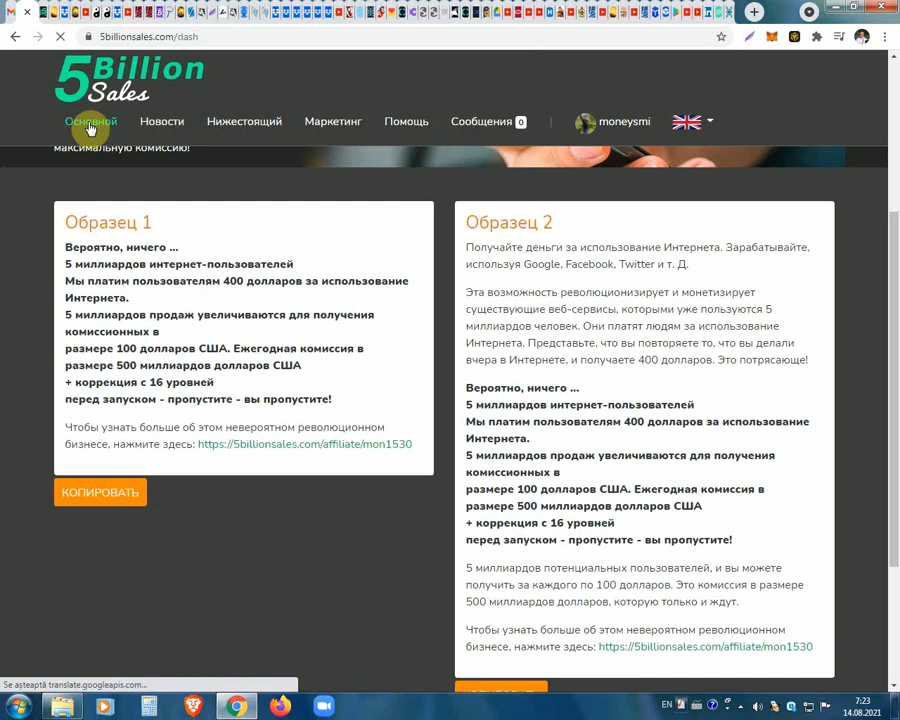 5billionsales.com/dash
5Billion
Sales
Основной Новости Нижестоящий Маркетинг Помощь Сообщения 0 | moneysmi
максимальную комиссию!
Образец 1
Вероятно, ничего ...
5 миллиардов интернет-пользователей
Мы платим пользователям 400 долларов за использование
Интернета.
5 миллиардов продаж увеличиваются для получения
комиссионных в
размере 100 долларов США. Ежегодная комиссия в
размере 500 миллиардов долларов США
+ коррекция с 16 уровней
перед запуском - пропустите - вы пропустите!
Чтобы узнать больше об этом невероятном революционном
бизнесе, нажмите здесь: https://5billionsales.com/affiliate/mon1530
КОПИРОВАТЬ
Образец 2
Получайте деньги за использование Интернета. Зарабатывайте,
используя Google, Facebook, Twitter и т. Д.
Эта возможность революционизирует и монетизирует
существующие веб-сервисы, которыми уже пользуются 5
миллиардов человек. Они платят людям за использование
Интернета. Представьте, что вы повторяете то, что вы делали
вчера в Интернете, и получаете 400 долларов. Это потрясающе!
Вероятно, ничего ...
5 миллиардов интернет-пользователей
Мы платим пользователям 400 долларов за использование
Интернета.
5 миллиардов продаж увеличиваются для получения
комиссионных в
размере 100 долларов США. Ежегодная комиссия в
размере 500 миллиардов долларов США
+ коррекция с 16 уровней
перед запуском - пропустите - вы пропустите!
5 миллиардов потенциальных пользователей, и вы можете
получить за каждого по 100 долларов. Это комиссия в размере
500 миллиардов долларов, которую только и ждут.
Чтобы узнать больше об этом невероятном революционном
бизнесе, нажмите здесь: https://5billionsales.com/affiliate/mon1530
Se așteaptă translate.googleapis.com...
EN
7:23
14.08.2021